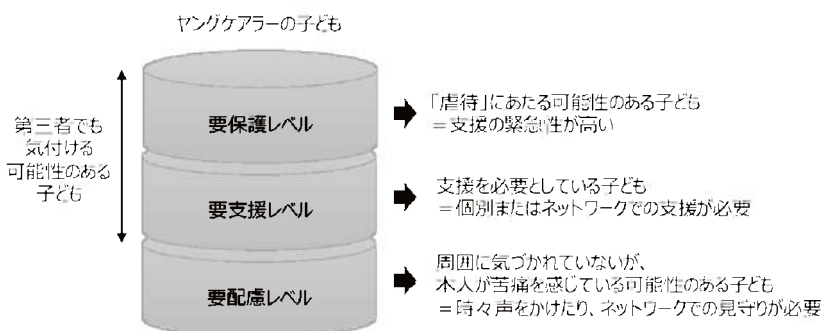 ヤングケアラーの子ども
第三者でも
気付ける
可能性のある
子ども
要保護レベル
「虐待」にあたる可能性のある子ども
=支援の緊急性が高い
要支援レベル
支援を必要としている子ども
=個別またはネットワークでの支援が必要
要配慮レベル
周囲に気づかれていないが、
本人が苦痛を感じている可能性のある子ども
=時々声をかけたり、ネットワークでの見守りが必要